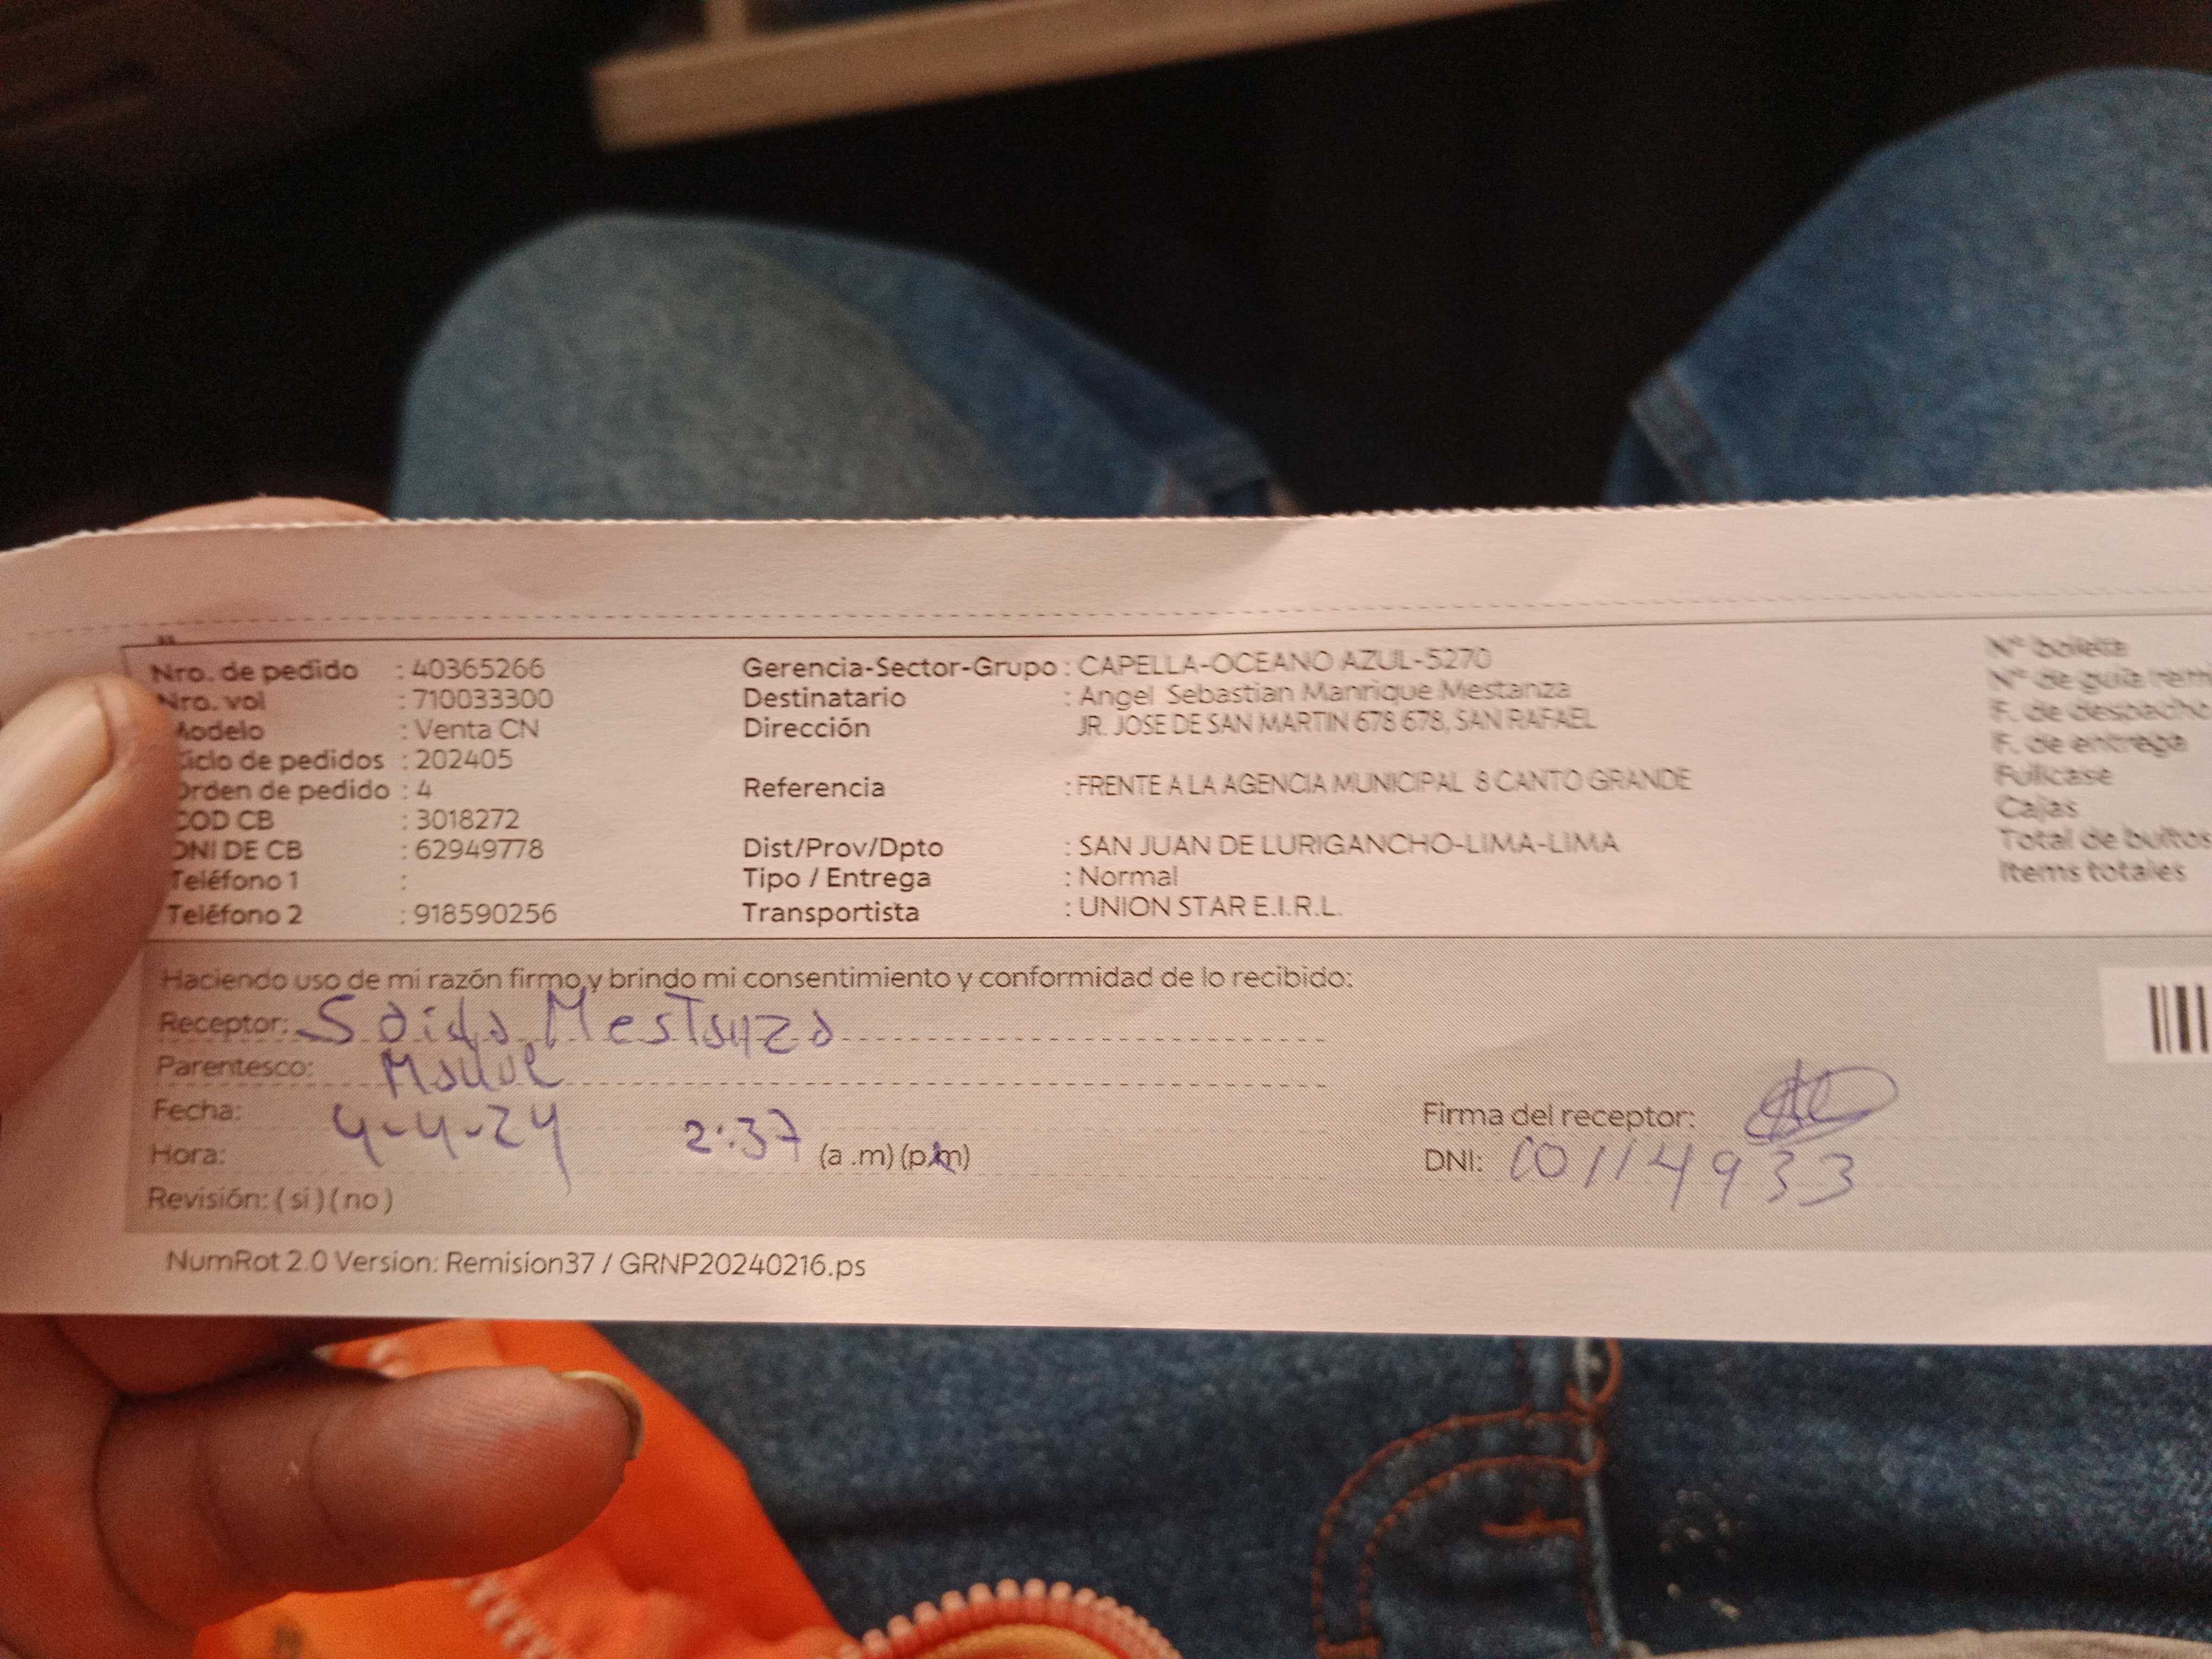 Nro. de pedido : 40365266
Nro. vol : 710033300
Modelo : Venta CN
Ciclo de pedidos : 202405
Orden de pedido : 4
COD CB : 3018272
DNI DE CB : 62949778
Teléfono 1 :
Teléfono 2 : 918590256
Gerencia-Sector-Grupo : CAPELLA-OCEANO AZUL-5270
Destinatario : Angel Sebastian Manrique Mestanza
Dirección JR. JOSE DE SAN MARTIN 678 678, SAN RAFAEL
Referencia : FRENTE A LA AGENCIA MUNICIPAL 8 CANTO GRANDE
Dist/Prov/Dpto : SAN JUAN DE LURIGANCHO-LIMA-LIMA
Tipo / Entrega : Normal
Transportista : UNION STAR E.I.R.L.
N° boleta
N° de guía rem
F. de despacho
F. de entrega
Fullcase
Cajas
Total de bultos
Items totales
Haciendo uso de mi razón firmo y brindo mi consentimiento y conformidad de lo recibido:
Receptor: Mestanza
Parentesco:
Fecha: 4-4-24
Hora: 2:37 (a .m) (p.m)
Revisión: ( si ) ( no )
Firma del receptor:
DNI: 10114933
NumRot 2.0 Version: Remision37 / GRNP20240216.ps